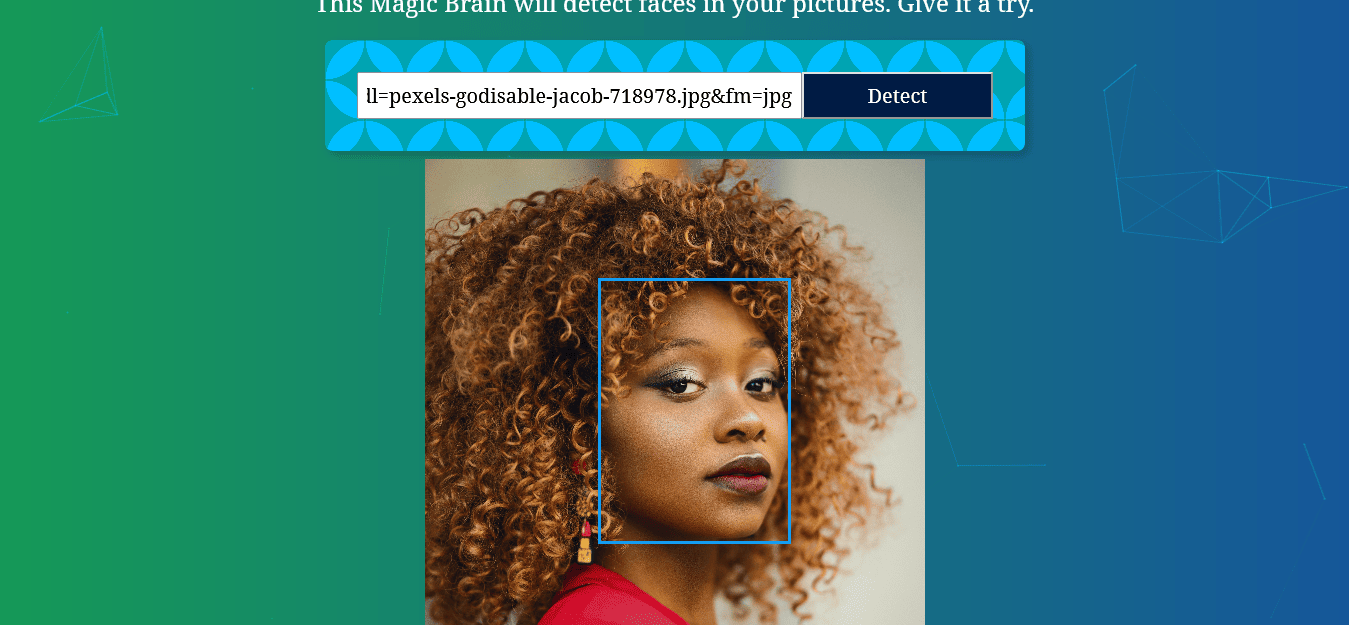 This Magic Brain will detect faces in your pictures. Give it a try.
ll=pexels-godisable-jacob-718978.jpg&fm=jpg
Detect